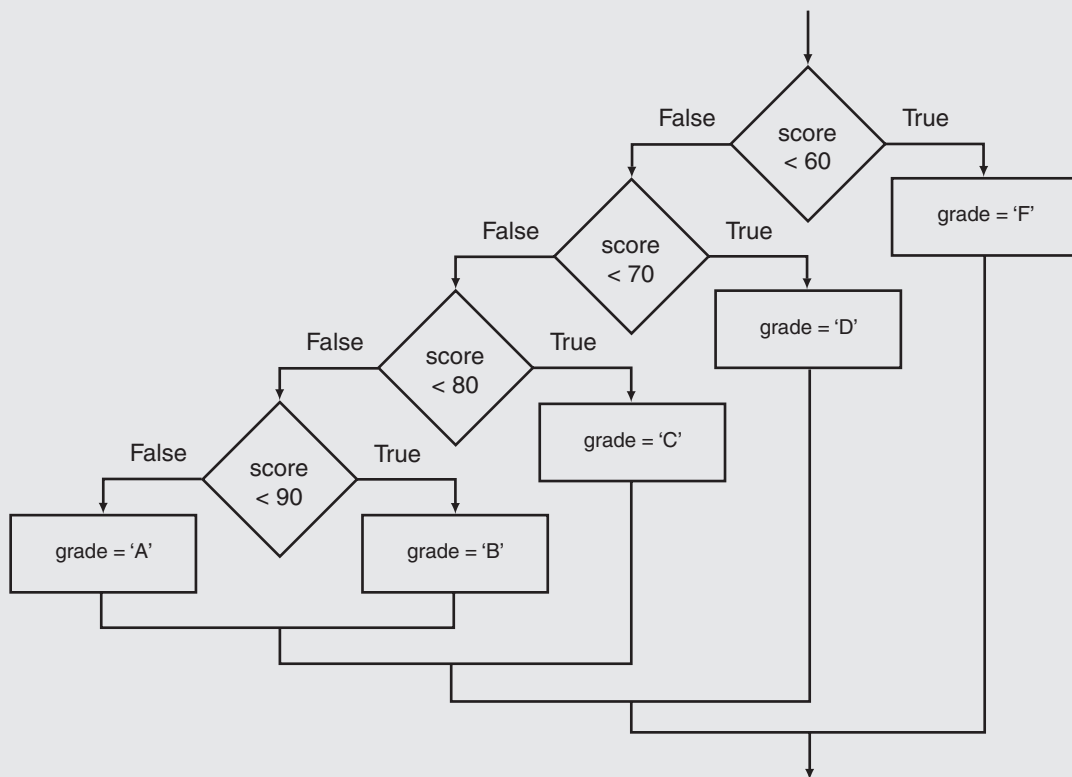 False
True
score
< 60
grade = ‘F’
False
True
score
< 70
grade = ‘D’
False
True
score
< 80
grade = ‘C’
False
True
score
< 90
grade = ‘A’
grade = ‘B’